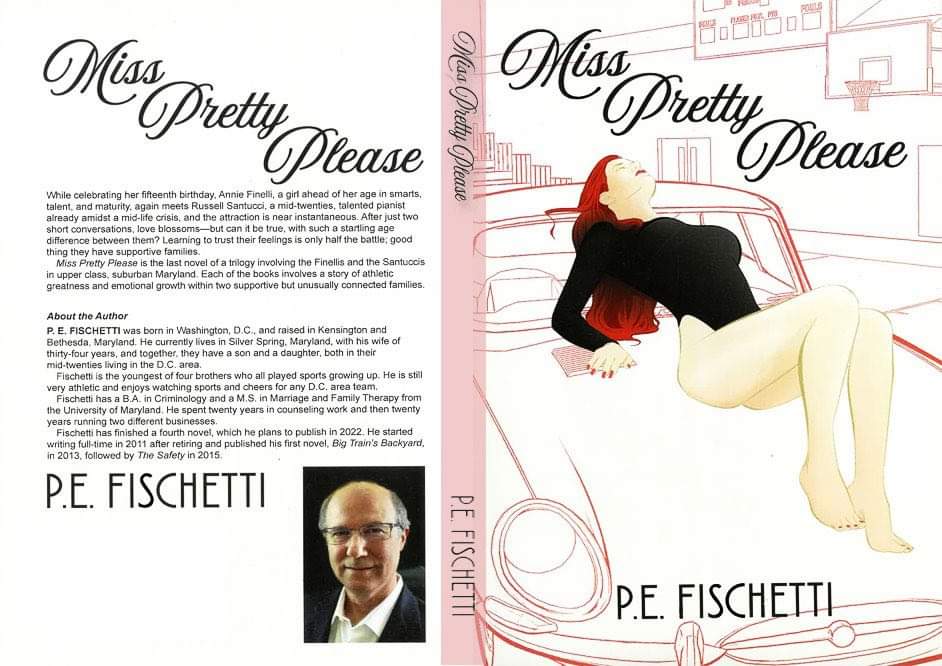 Miss
Pretty
Please
While celebrating her fifteenth birthday, Annie Finelli, a girl ahead of her age in smarts,
talent, and maturity, again meets Russell Santucci, a mid-twenties, talented pianist
already amidst a mid-life crisis, and the attraction is near instantaneous. After just two
short conversations, love blossoms—but can it be true, with such a startling age
difference between them? Learning to trust their feelings is only half the battle; good
thing they have supportive families.
Miss Pretty Please is the last novel of a trilogy involving the Finellis and the Santuccis
in upper class, suburban Maryland. Each of the books involves a story of athletic
greatness and emotional growth within two supportive but unusually connected families.
About the Author
P. E. FISCHETTI was born in Washington, D.C., and raised in Kensington and
Bethesda, Maryland. He currently lives in Silver Spring, Maryland, with his wife of
thirty-four years, and together, they have a son and a daughter, both in their
mid-twenties living in the D.C. area.
Fischetti is the youngest of four brothers who all played sports growing up. He is still
very athletic and enjoys watching sports and cheers for any D.C. area team.
Fischetti has a B.A. in Criminology and a M.S. in Marriage and Family Therapy from
the University of Maryland. He spent twenty years in counseling work and then twenty
years running two different businesses.
Fischetti has finished a fourth novel, which he plans to publish in 2022. He started
writing full-time in 2011 after retiring and published his first novel, Big Train's Backyard,
in 2013, followed by The Safety in 2015.
P.E. FISCHETTI
Miss Pretty Please
P.E. FISCHETTI
Miss
Pretty
Please
FOULS
P.E. FISCHETTI